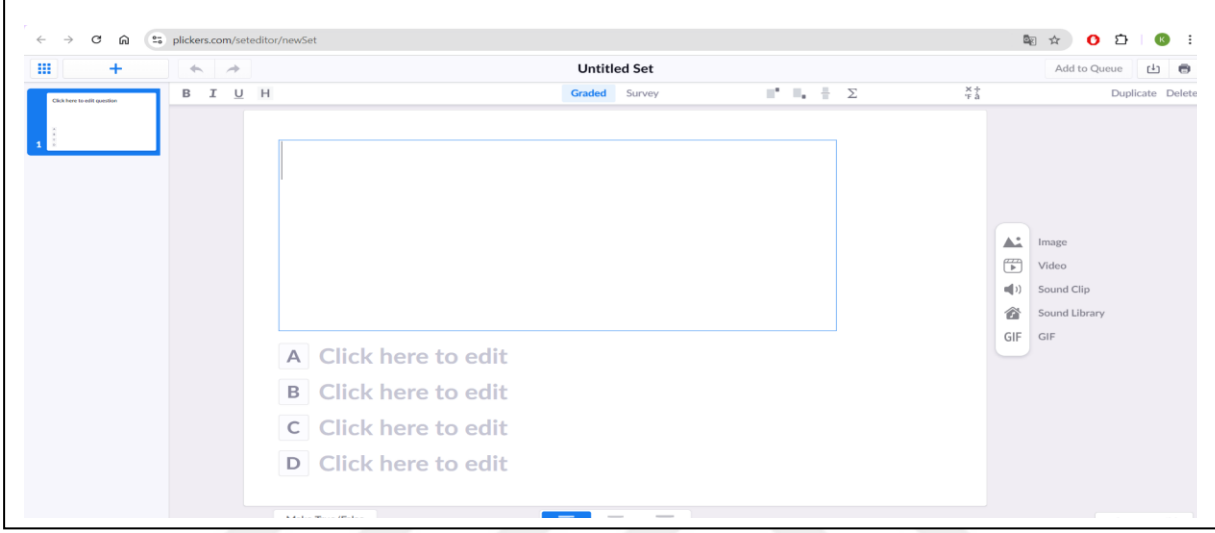 plickers.com/seteditor/newSet
K
+ Untitled Set Add to Queue
B I U H Graded Survey Σ Duplicate Delete
Click here to edit question
1
Image
Video
Sound Clip
Sound Library
GIF GIF
A Click here to edit
B Click here to edit
C Click here to edit
D Click here to edit